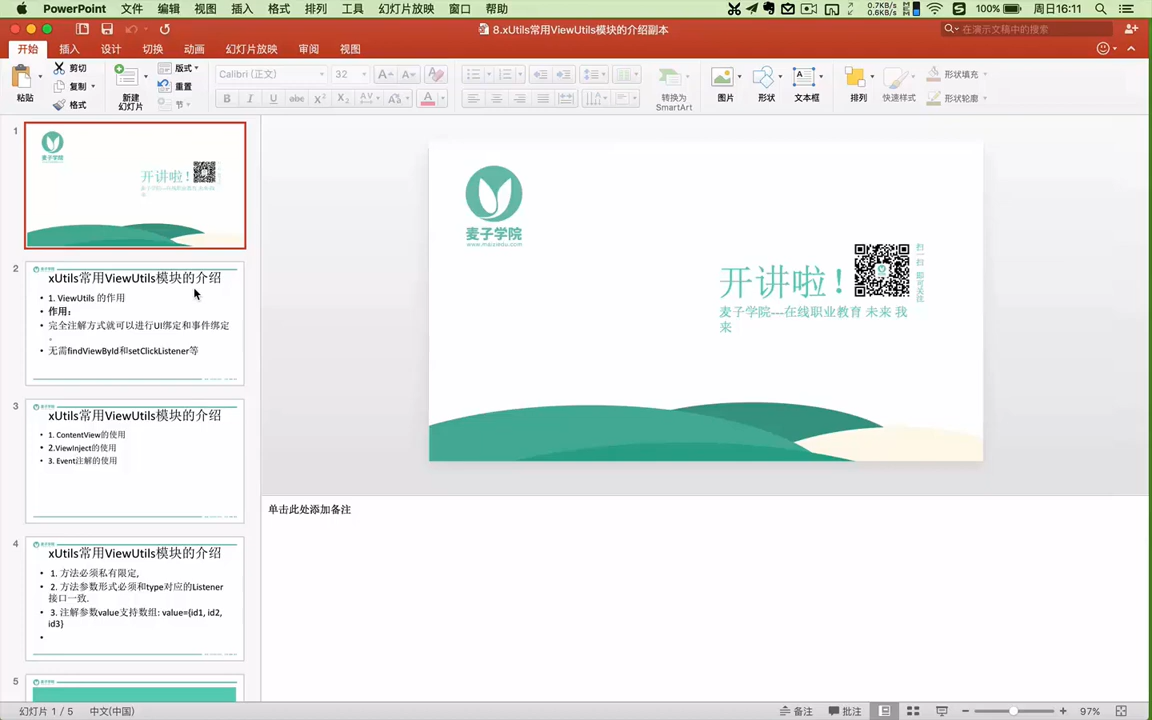 PowerPoint 文件 编辑 视图 插入 格式 排列 工具 幻灯片放映 窗口 帮助
0.7KB/s
0.6KB/s
100% 周日16:11
8.xUtils常用ViewUtils模块的介绍副本
在演示文稿中的搜索
开始 插入 设计 切换 动画 幻灯片放映 审阅 视图
粘贴 剪切 复制 格式
新建
幻灯片
版式 重置 节
Calibri (正文) 32
转换为
SmartArt
图片 形状 文本框 排列 快速样式 形状填充 形状轮廓
1
麦子学院
开讲啦!
2
xUtils常用ViewUtils模块的介绍
• 1. ViewUtils 的作用
• 作用:
• 完全注解方式就可以进行UI绑定和事件绑定
。
• 无需findViewById和setClickListener等
3
xUtils常用ViewUtils模块的介绍
• 1. ContentView的使用
• 2.ViewInject的使用
• 3. Event注解的使用
4
xUtils常用ViewUtils模块的介绍
• 1. 方法必须私有限定,
• 2. 方法参数形式必须和type对应的Listener
接口一致.
• 3. 注解参数value支持数组: value={id1, id2,
id3}
•
5
麦子学院
www.maiziedu.com
开讲啦!
扫一扫 即可关注
麦子学院---在线职业教育 未来 我
来
单击此处添加备注
幻灯片 1 / 5 中文(中国)
备注 批注 97%